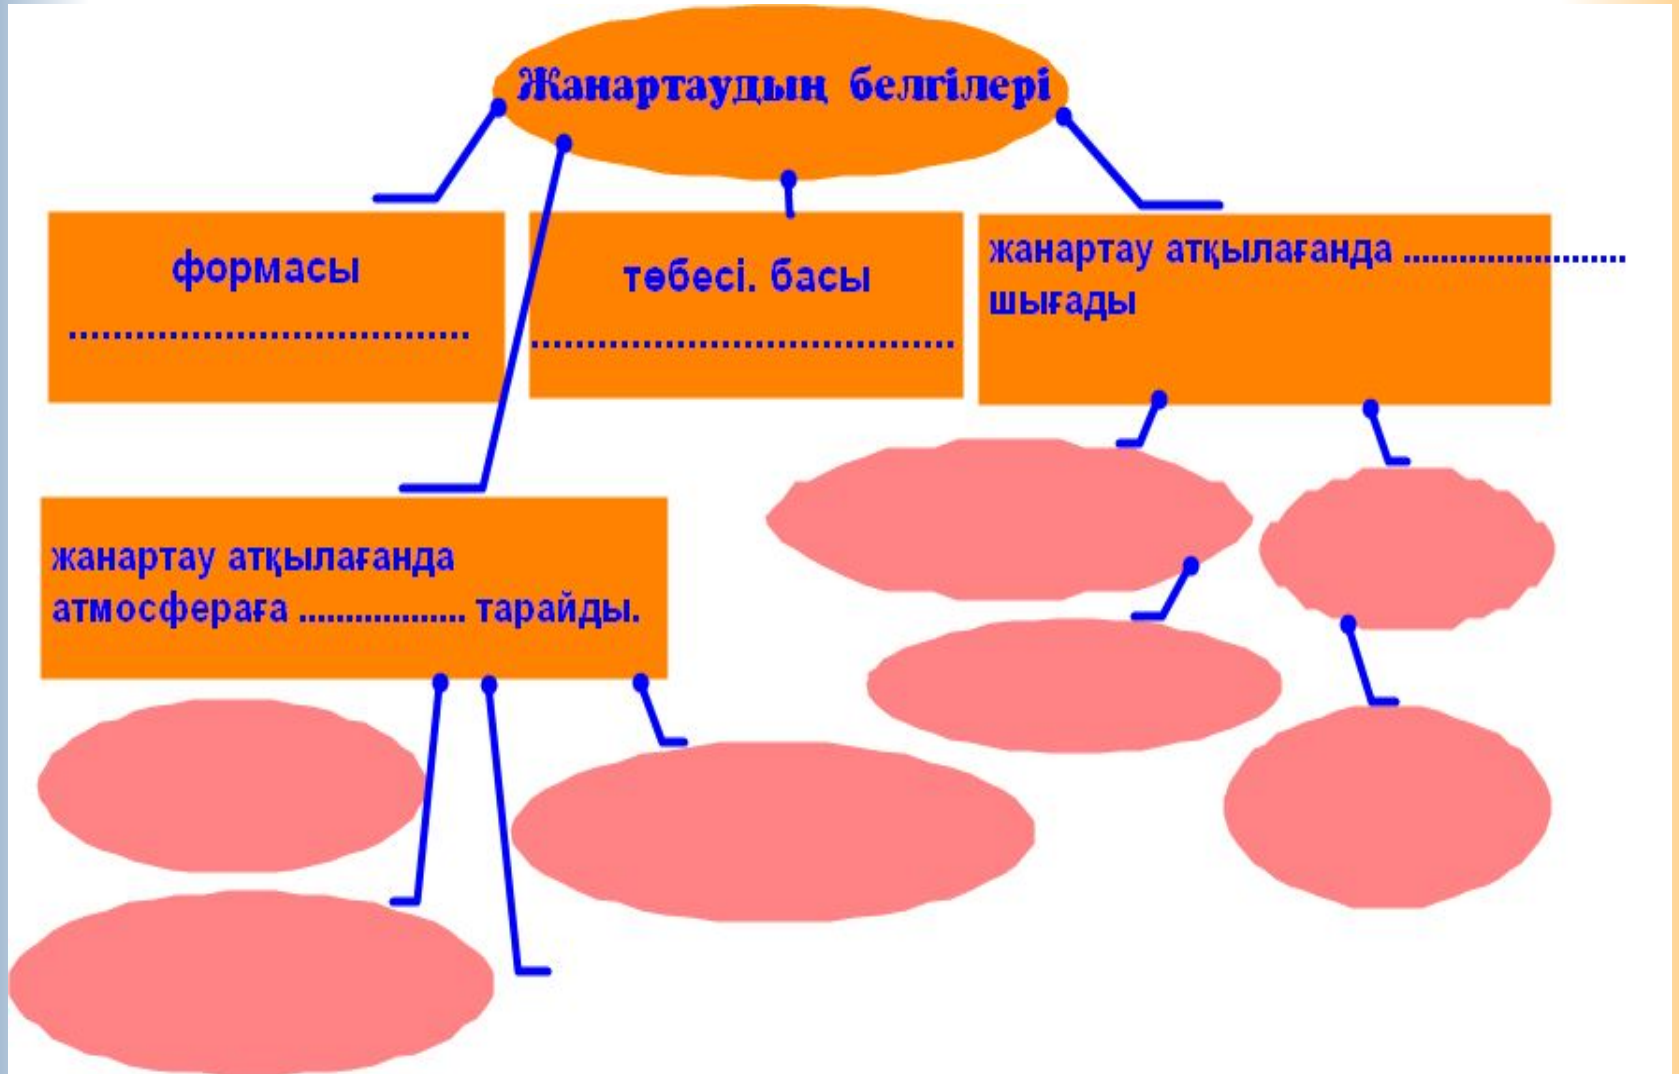 Жанартаудың белгілері
формасы
..................................
төбесі. басы
....................................
жанартау атқылағанда ........................
шығады
жанартау атқылағанда
атмосфераға .................. тарайды.